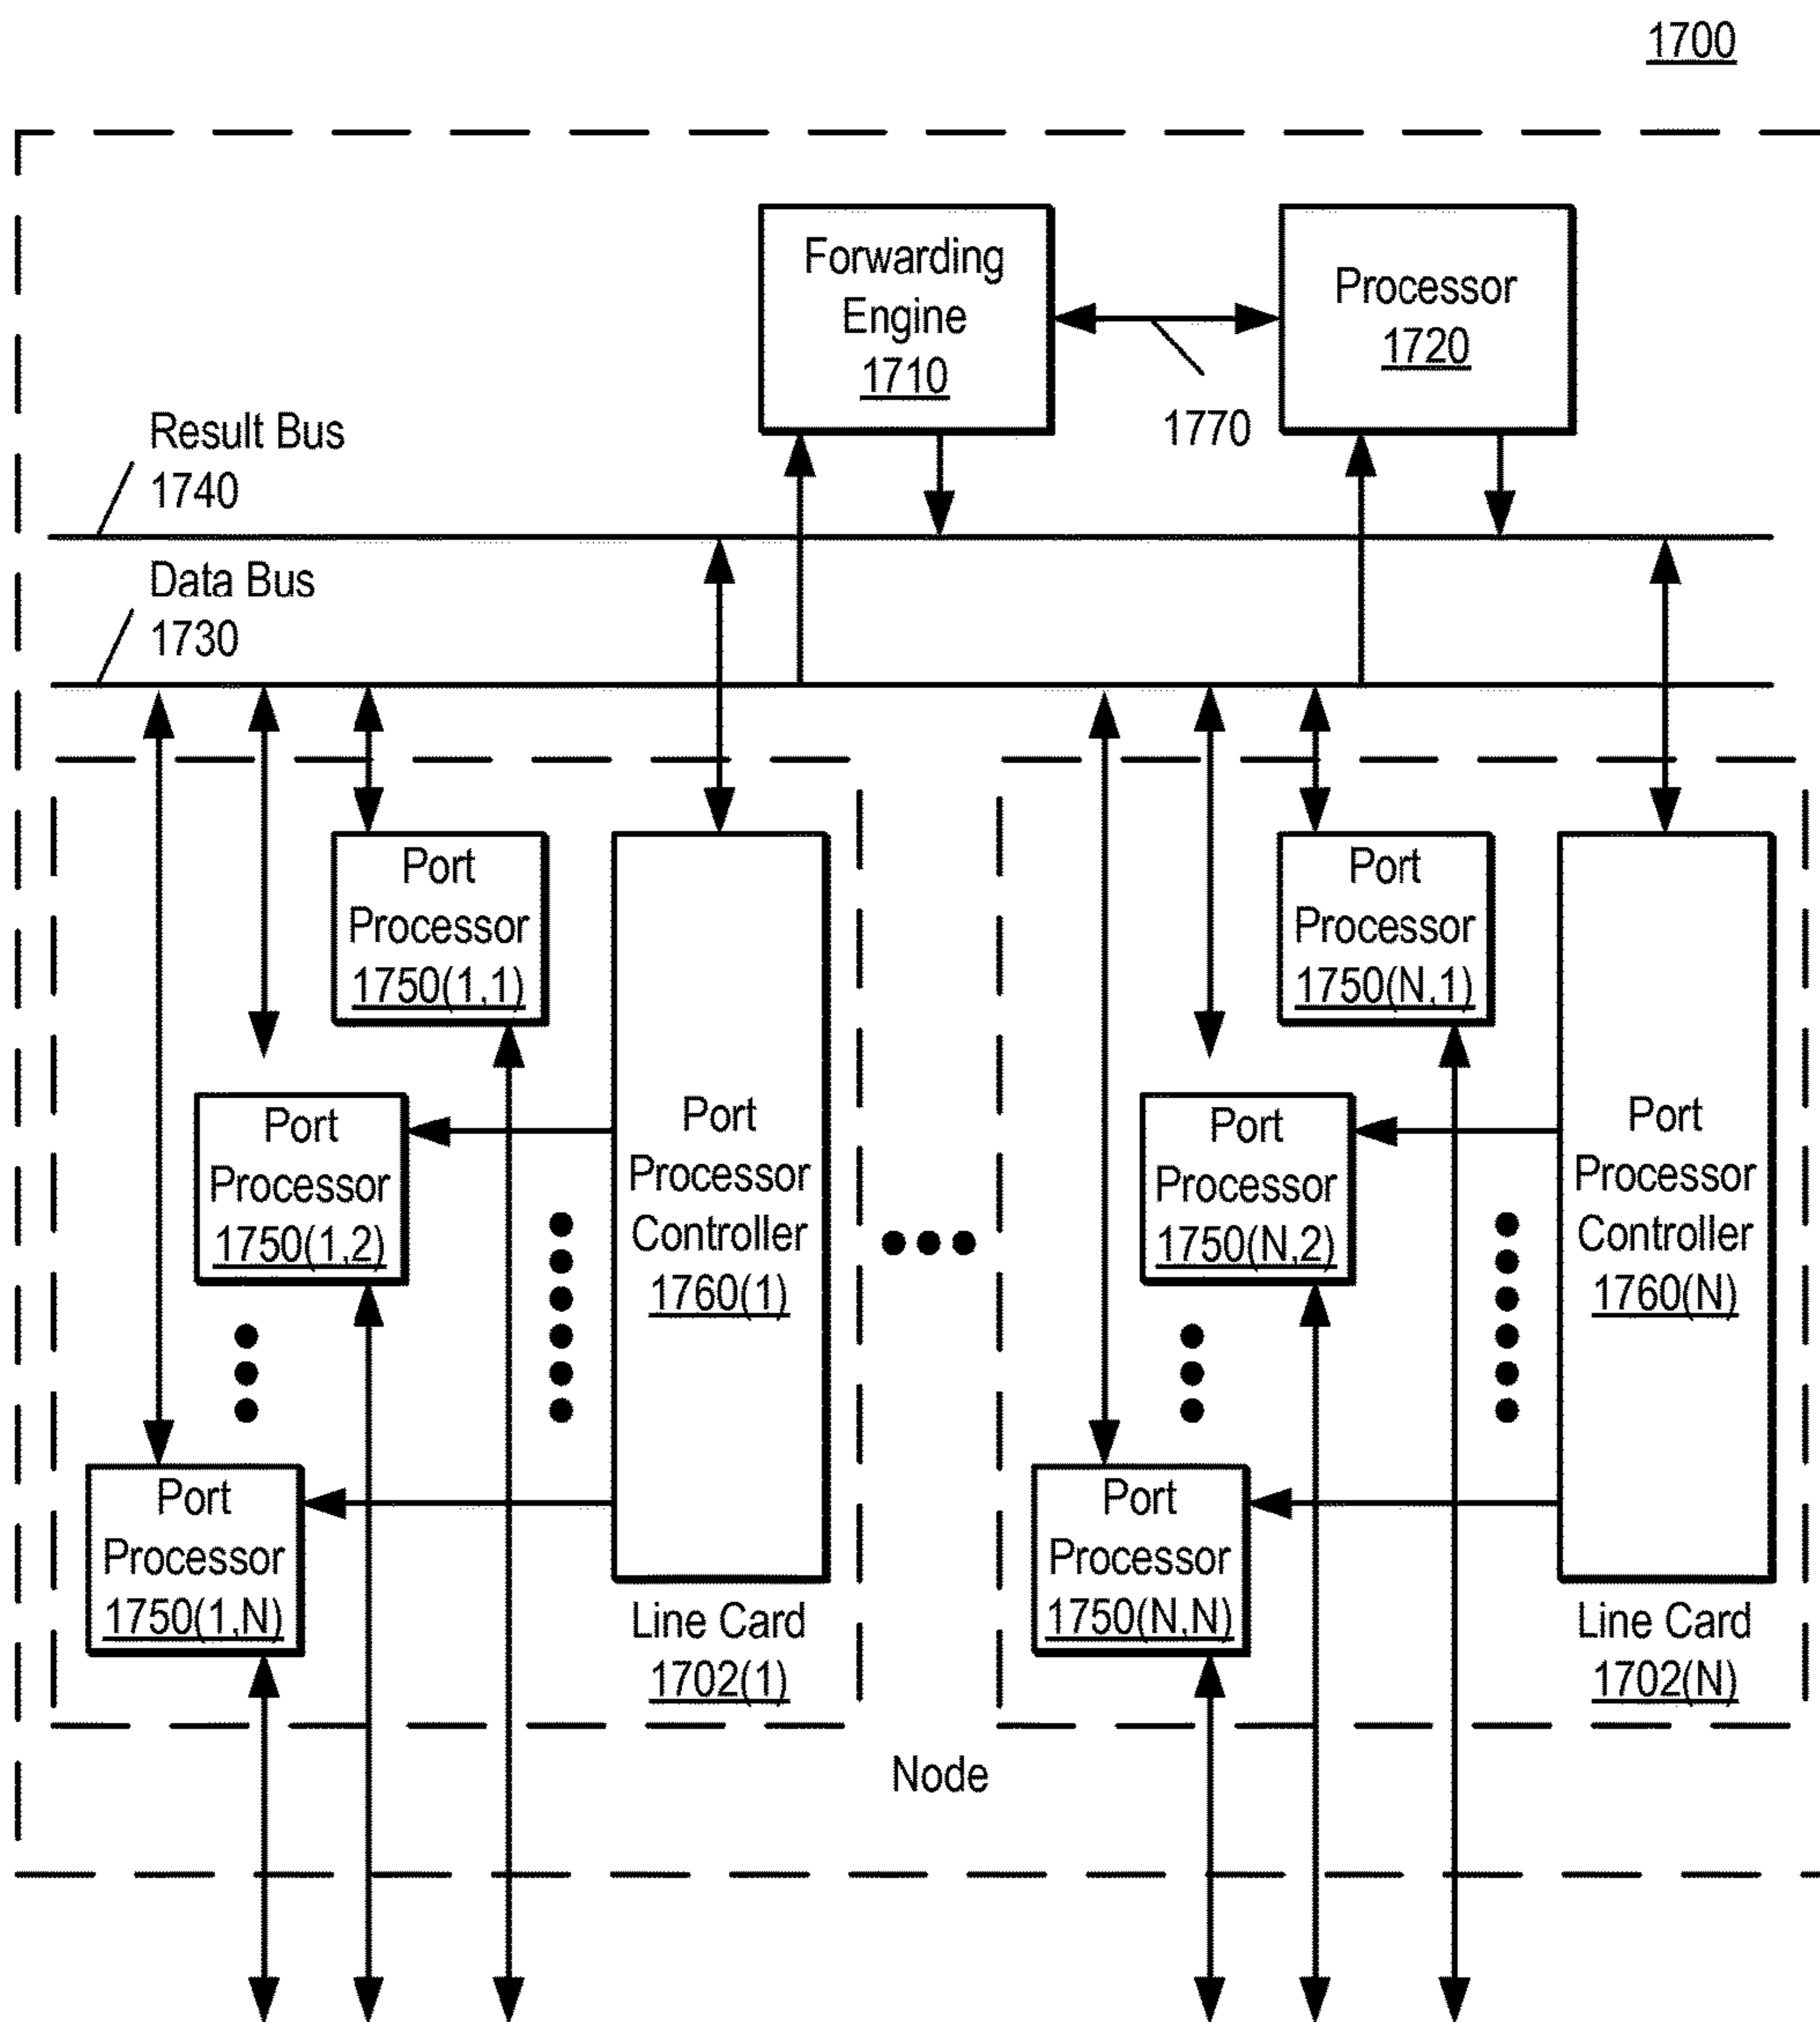 1700
Forwarding
Engine
1710
Processor
1720
1770
Result Bus
1740
Data Bus
1730
Port
Processor
1750(1,1)
Port
Processor
1750(1,2)
Port
Processor
1750(1,N)
Port
Processor
Controller
1760(1)
Line Card
1702(1)
Port
Processor
1750(N,1)
Port
Processor
1750(N,2)
Port
Processor
1750(N,N)
Port
Processor
Controller
1760(N)
Line Card
1702(N)
Node